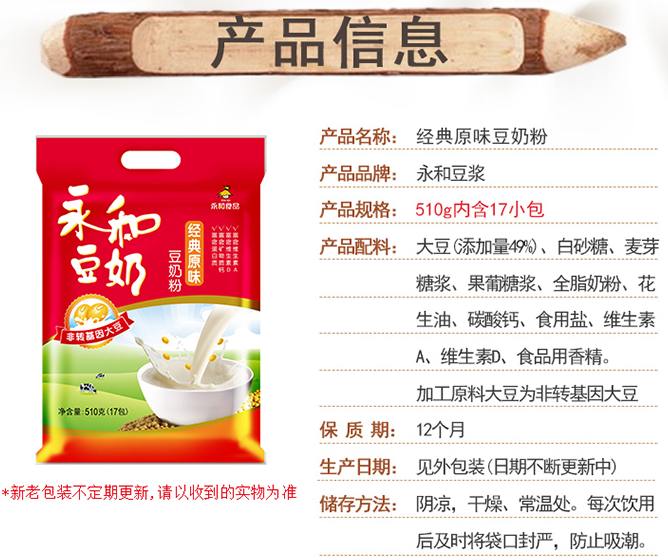 产品信息
产品名称： 经典原味豆奶粉
产品品牌： 永和豆浆
产品规格： 510g内含17小包
产品配料： 大豆(添加量49%)、白砂糖、麦芽
糖浆、果葡糖浆、全脂奶粉、花
生油、碳酸钙、食用盐、维生素
A、维生素D、食品用香精。
加工原料大豆为非转基因大豆
保 质 期： 12个月
生产日期： 见外包装(日期不断更新中)
储存方法： 阴凉，干燥、常温处。每次饮用
后及时将袋口封严，防止吸潮。
永和食品
永和
豆奶
经典原味
豆奶粉
非转基因大豆
净含量:510克(17包)
*新老包装不定期更新,请以收到的实物为准